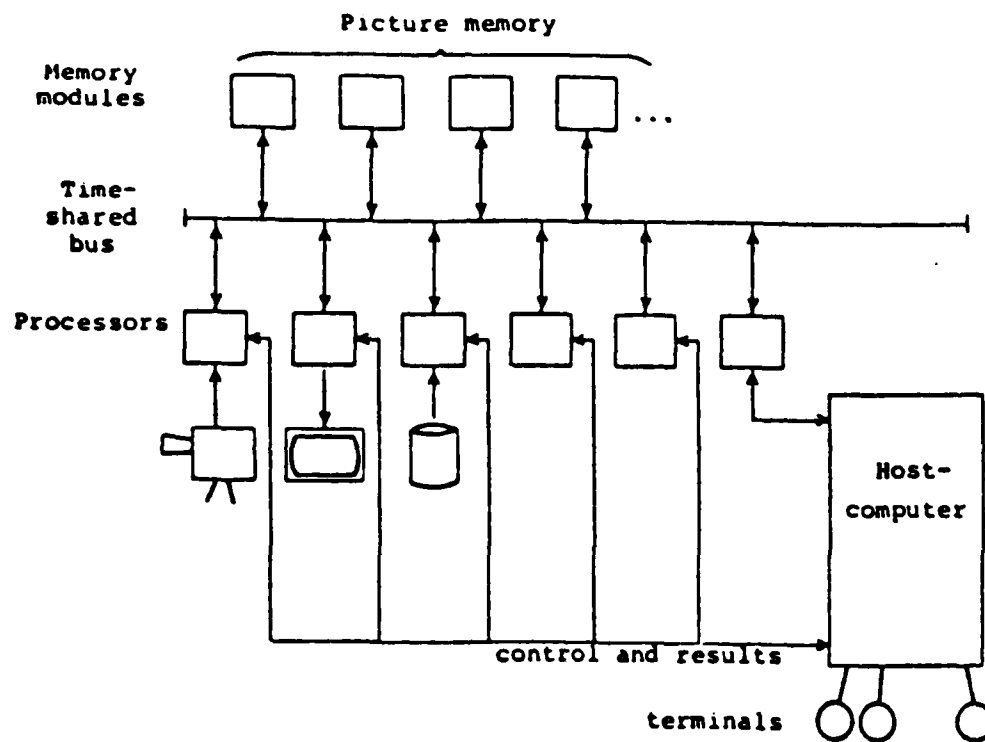 Picture memory
Memory
modules
...
Time-
shared
bus
Processors
Host-
computer
control and results
terminals